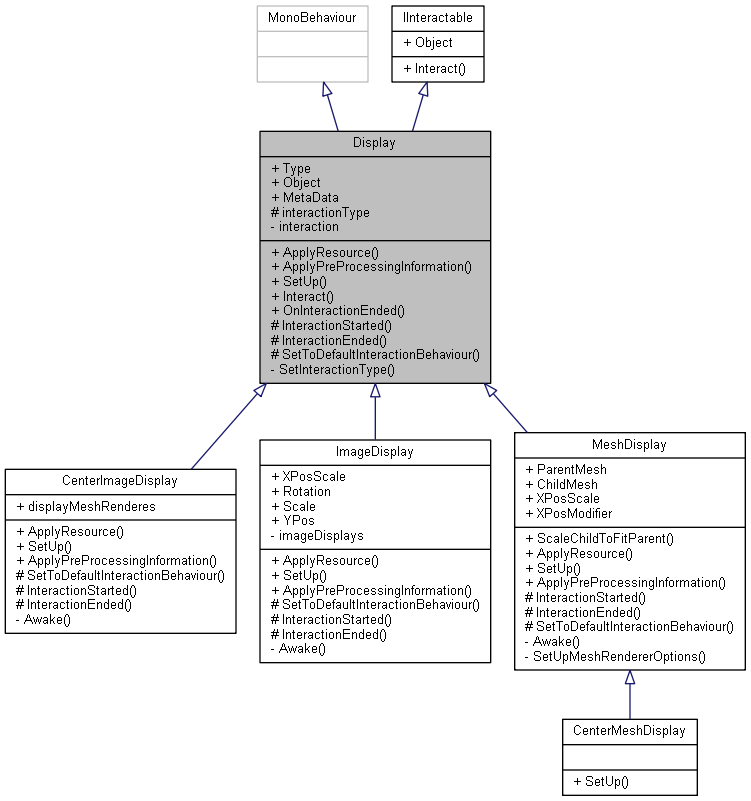 MonoBehaviour
IInteractable
+ Object
+ Interact()
Display
+ Type
+ Object
+ MetaData
# interactionType
- interaction
+ ApplyResource()
+ ApplyPreProcessingInformation()
+ SetUp()
+ Interact()
+ OnInteractionEnded()
# InteractionStarted()
# InteractionEnded()
# SetToDefaultInteractionBehaviour()
- SetInteractionType()
CenterImageDisplay
+ displayMeshRenderes
+ ApplyResource()
+ SetUp()
+ ApplyPreProcessingInformation()
# SetToDefaultInteractionBehaviour()
# InteractionStarted()
# InteractionEnded()
- Awake()
ImageDisplay
+ XPosScale
+ Rotation
+ Scale
+ YPos
- imageDisplays
+ ApplyResource()
+ SetUp()
+ ApplyPreProcessingInformation()
# SetToDefaultInteractionBehaviour()
# InteractionStarted()
# InteractionEnded()
- Awake()
MeshDisplay
+ ParentMesh
+ ChildMesh
+ XPosScale
+ XPosModifier
+ ScaleChildToFitParent()
+ ApplyResource()
+ SetUp()
+ ApplyPreProcessingInformation()
# InteractionStarted()
# InteractionEnded()
# SetToDefaultInteractionBehaviour()
- Awake()
- SetUpMeshRendererOptions()
CenterMeshDisplay
+ SetUp()